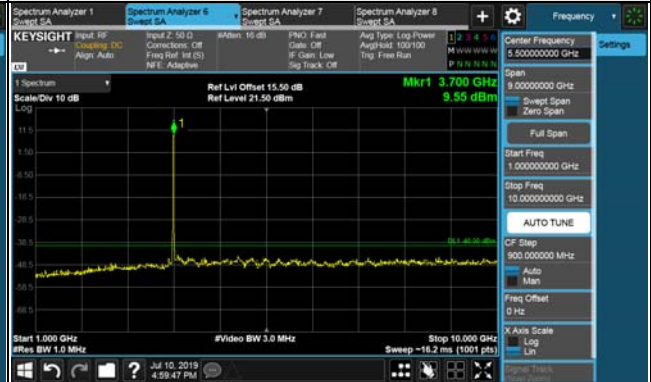 Spectrum Analyzer 1
Swept SA
Spectrum Analyzer 6
Swept SA
Spectrum Analyzer 7
Swept SA
Spectrum Analyzer 8
Swept SA
+
Frequency
KEYSIGHT
Input: RF
Coupling: DC
Align: Auto
Input Z: 50 Ω
Corrections: Off
Freq Ref: Int (S)
NFE: Adaptive
#Atten: 16 dB
PNO: Fast
Gate: Off
IF Gain: Low
Sig Track: Off
Avg Type: Log-Power
Avg|Hold: 100/100
Trig: Free Run
1 2 3 4 5 6
M W W W W W
P N N N N N
LXI
1 Spectrum
Scale/Div 10 dB
Log
Ref Lvl Offset 15.50 dB
Ref Level 21.50 dBm
Mkr1 3.700 GHz
9.55 dBm
1
11.5
1.50
-8.50
-18.5
-28.5
-38.5
-48.5
-58.5
-68.5
DL1 -40.00 dBm
Start 1.000 GHz
#Res BW 1.0 MHz
#Video BW 3.0 MHz
Stop 10.000 GHz
Sweep ~16.2 ms (1001 pts)
Jul 10, 2019
4:59:47 PM
Center Frequency
5.500000000 GHz
Settings
Span
9.00000000 GHz
Swept Span
Zero Span
Full Span
Start Freq
1.000000000 GHz
Stop Freq
10.000000000 GHz
AUTO TUNE
CF Step
900.000000 MHz
Auto
Man
Freq Offset
0 Hz
X Axis Scale
Log
Lin
Signal Track